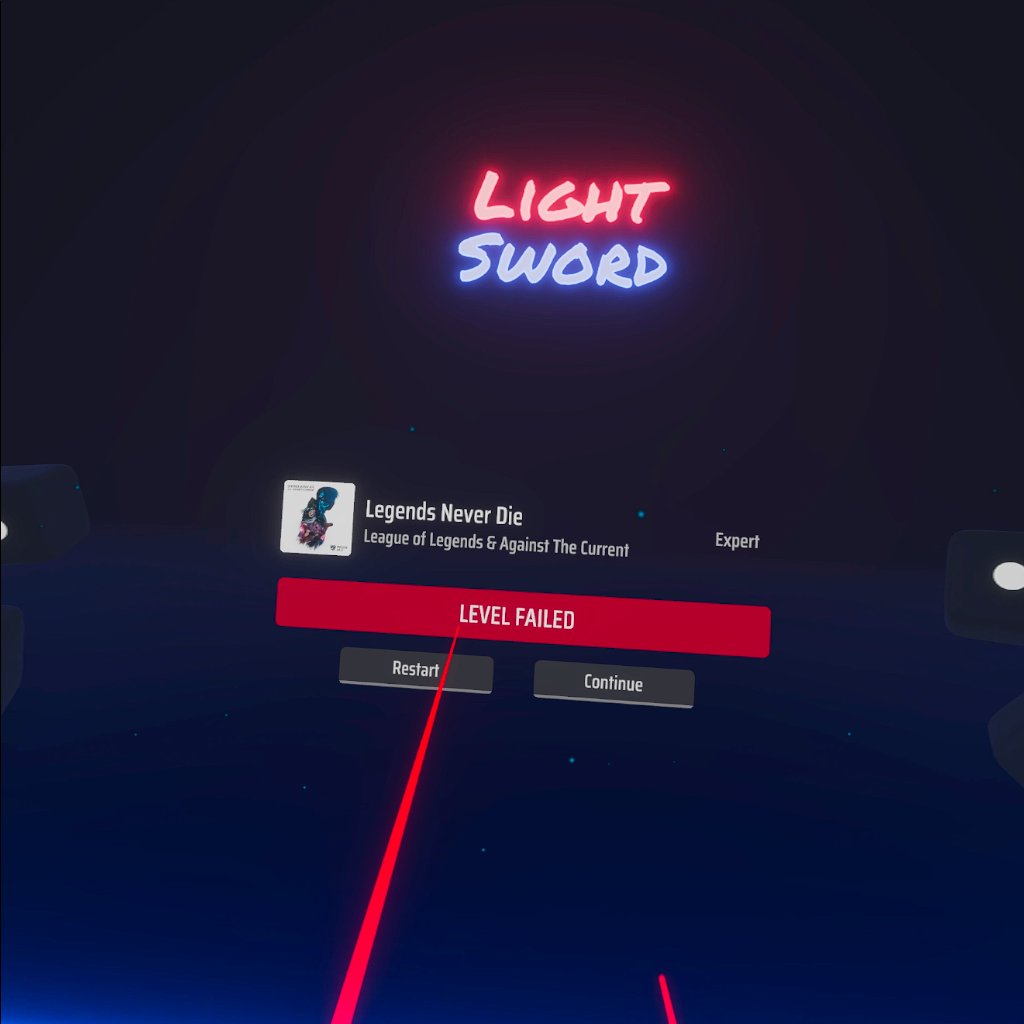 LIGHT
SWORD
Legends Never Die
League of Legends & Against The Current
Expert
LEVEL FAILED
Restart
Continue